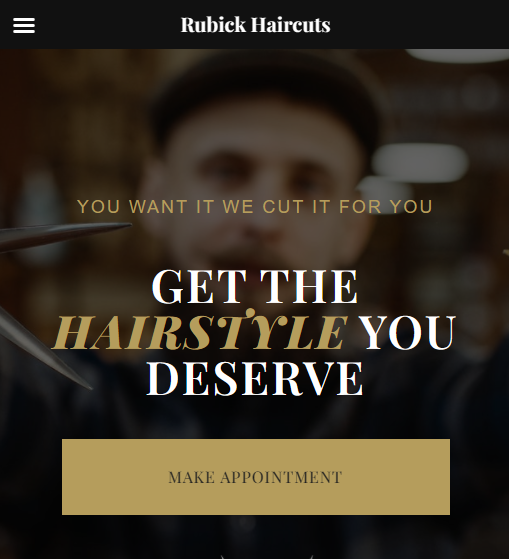 Rubick Haircuts
YOU WANT IT WE CUT IT FOR YOU
GET THE
HAIRSTYLE YOU
DESERVE
MAKE APPOINTMENT